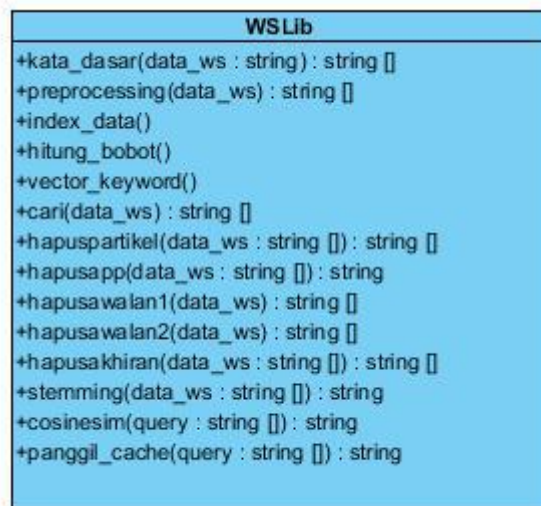 WSLib
+kata_dasar(data_ws : string) : string []
+preprocessing(data_ws) : string []
+index_data()
+hitung_bobot()
+vector_keyword()
+cari(data_ws) : string []
+hapuspartikel(data_ws : string []) : string []
+hapusapp(data_ws : string []) : string
+hapusawalan1(data_ws) : string []
+hapusawalan2(data_ws) : string []
+hapusakhiran(data_ws : string []) : string []
+stemming(data_ws : string []) : string
+cosinesim(query : string []) : string
+panggil_cache(query : string []) : string